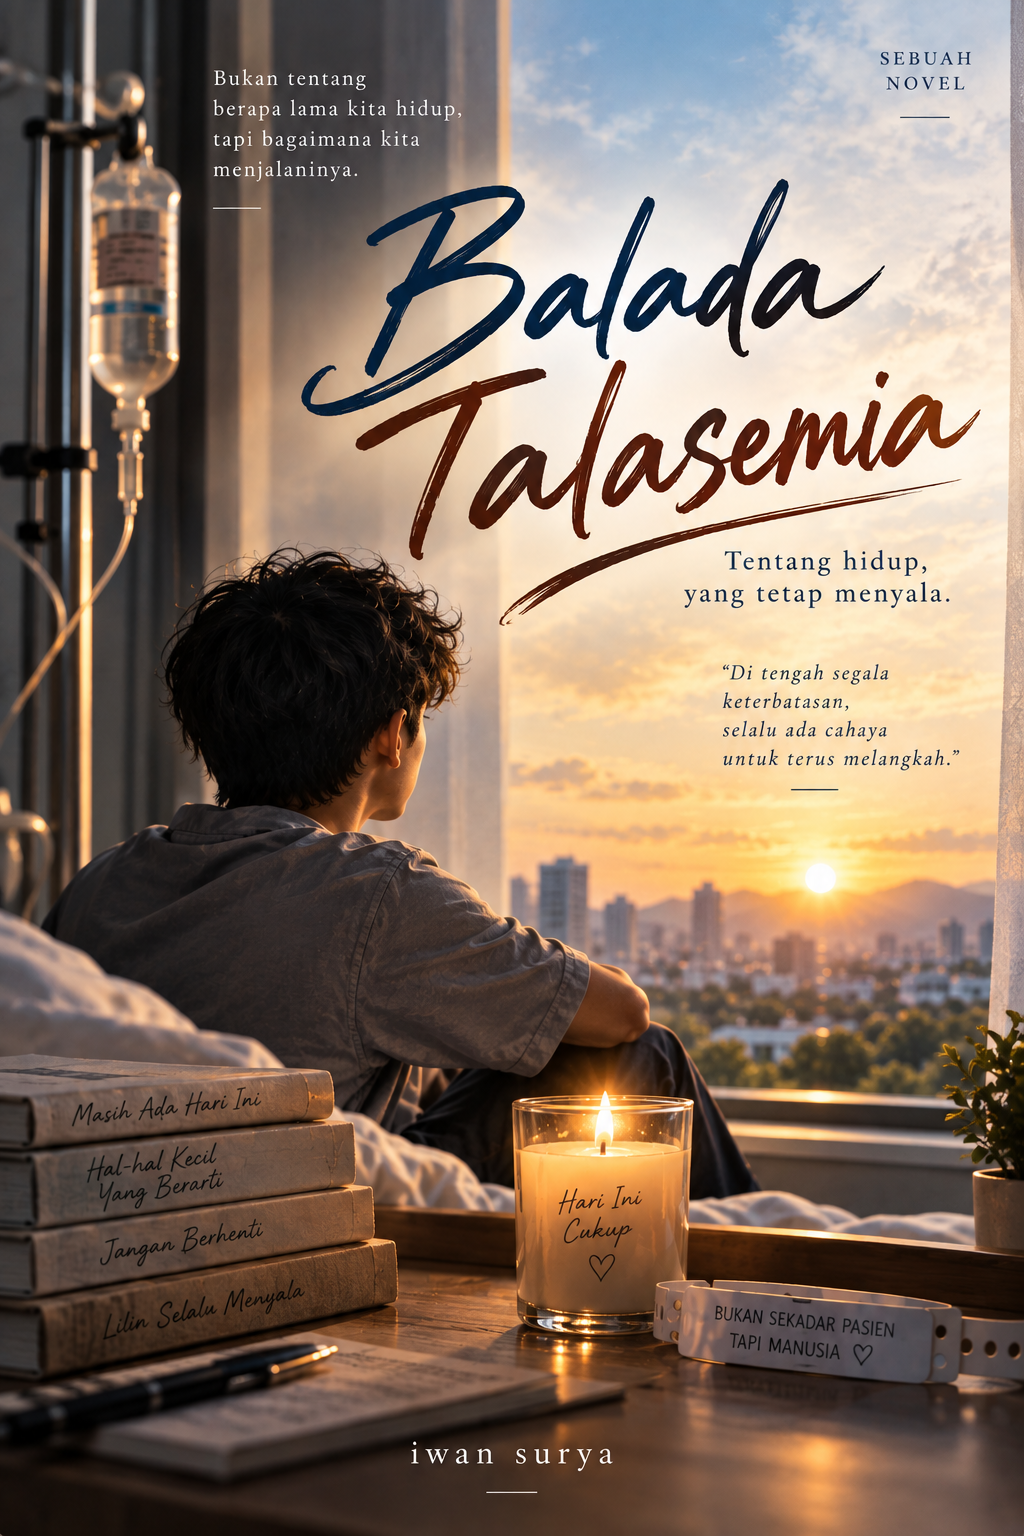 Bukan tentang
berapa lama kita hidup,
tapi bagaimana kita
menjalaninya.
SEBUAH
NOVEL
Balada
Talasemia
Tentang hidup,
yang tetap menyala.
“Di tengah segala
keterbatasan,
selalu ada cahaya
untuk terus melangkah.”
Masih Ada Hari Ini
Hal-hal Kecil
Yang Berarti
Jangan Berhenti
Lilin Selalu Menyala
Hari Ini
Cukup
BUKAN SEKADAR PASIEN
TAPI MANUSIA
iwan surya